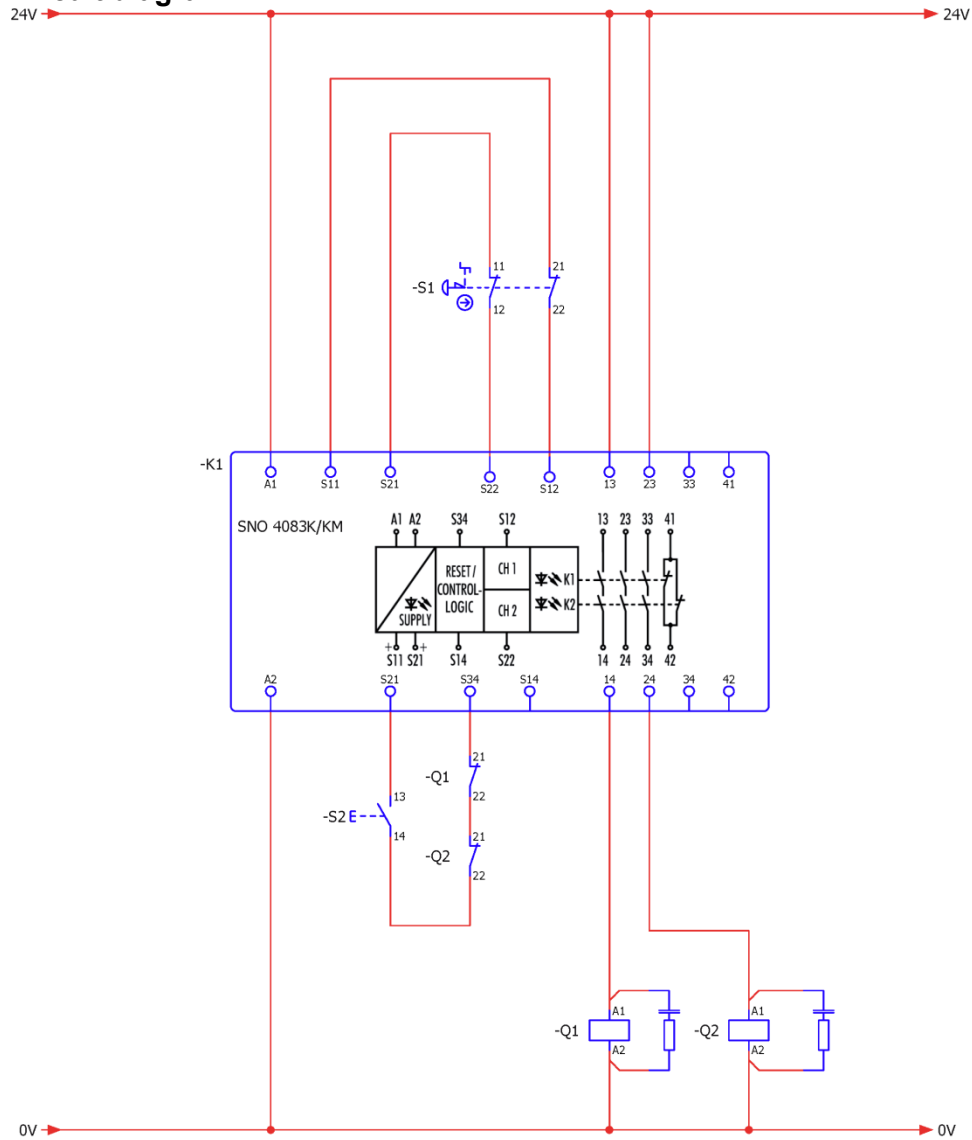 24V
24V
11
21
-S1
12
22
-K1
A1
S11
S21
S22
S12
13
23
33
41
SNO 4083K/KM
A1 A2
S34
S12
13 23 33 41
RESET/
CONTROL-
LOGIC
CH 1
K1
CH 2
K2
SUPPLY
+
+
S11 S21
S14
S22
14 24 34 42
A2
S21
S34
S14
14
24
34
42
21
-Q1
22
13
-S2
14
21
-Q2
22
A1
-Q1
A2
A1
-Q2
A2
0V
0V